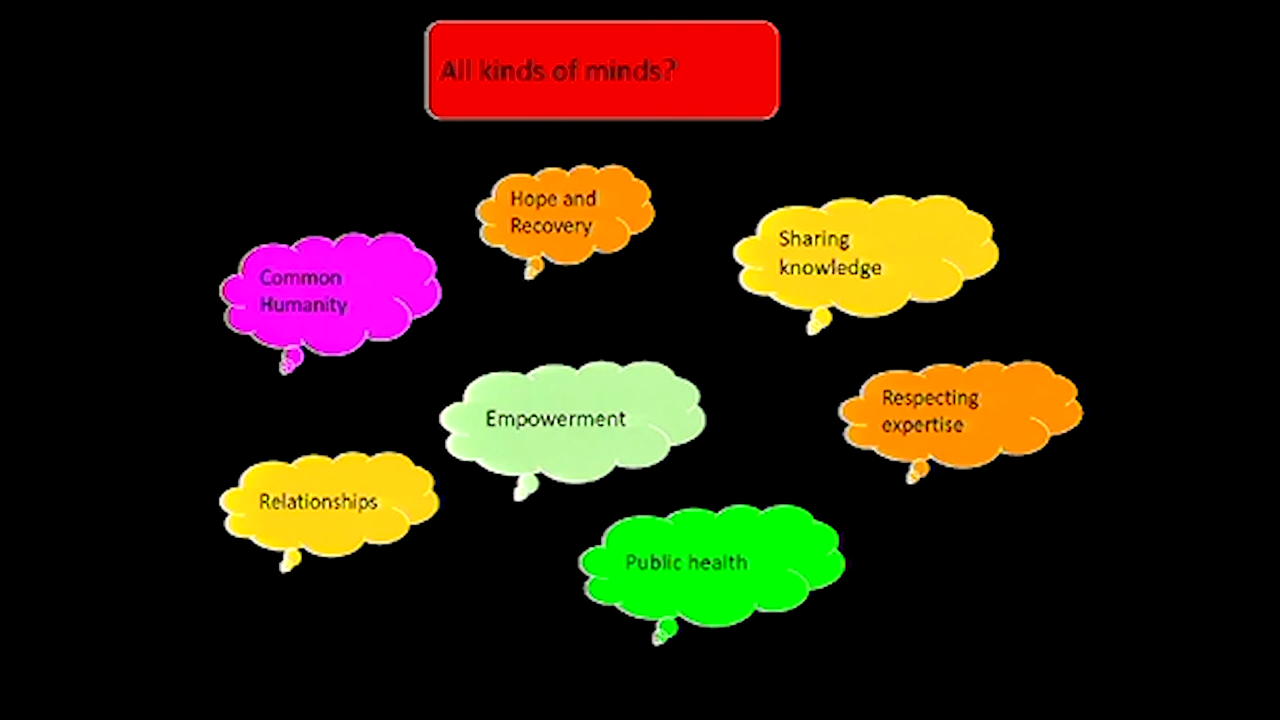 All kinds of minds?
Hope and
Recovery
Sharing
knowledge
Common
Humanity
Empowerment
Respecting
expertise
Relationships
Public health